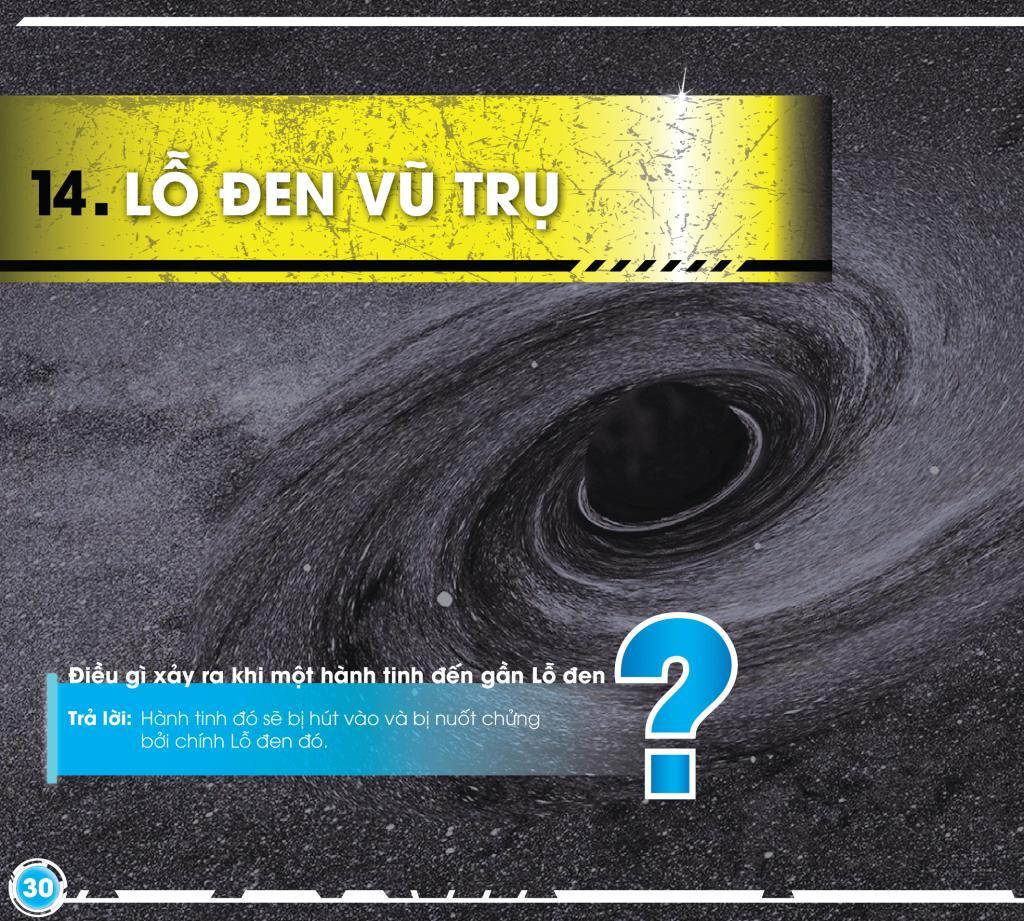 14. LỖ ĐEN VŨ TRỤ
Điều gì xảy ra khi một hành tinh đến gần Lỗ đen
?
Trả lời: Hành tinh đó sẽ bị hút vào và bị nuốt chửng
bởi chính Lỗ đen đó.
30